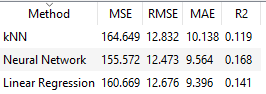 Method MSE RMSE MAE R2
kNN 164.649 12.832 10.138 0.119
Neural Network 155.572 12.473 9.564 0.168
Linear Regression 160.669 12.676 9.396 0.141